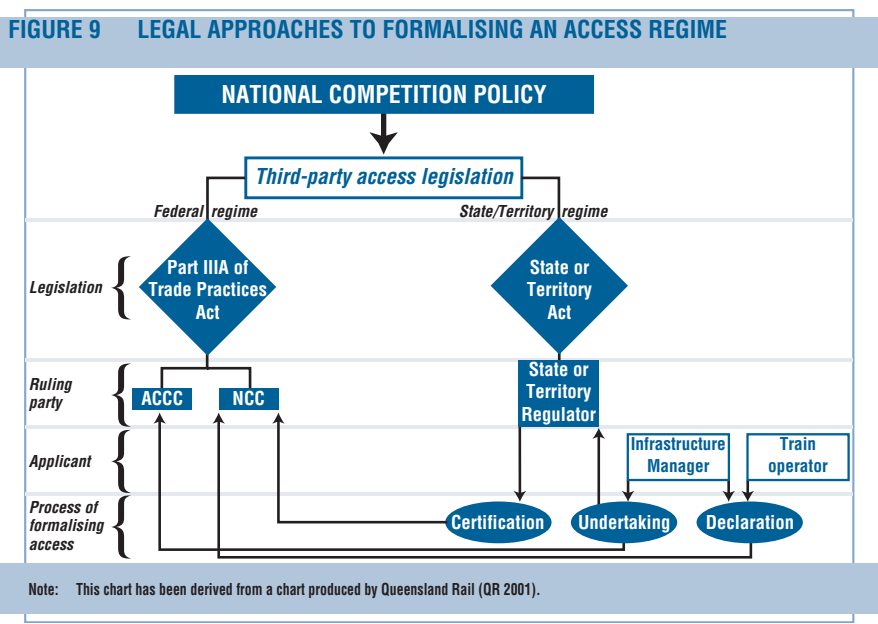 FIGURE 9 LEGAL APPROACHES TO FORMALISING AN ACCESS REGIME
NATIONAL COMPETITION POLICY
Third-party access legislation
Federal regime
State/Territory regime
Legislation
Part IIIA of
Trade Practices
Act
State or
Territory
Act
Ruling
party
ACCC
NCC
State or
Territory
Regulator
Applicant
Infrastructure
Manager
Train
operator
Process of
formalising
access
Certification
Undertaking
Declaration
Note: This chart has been derived from a chart produced by Queensland Rail (QR 2001).